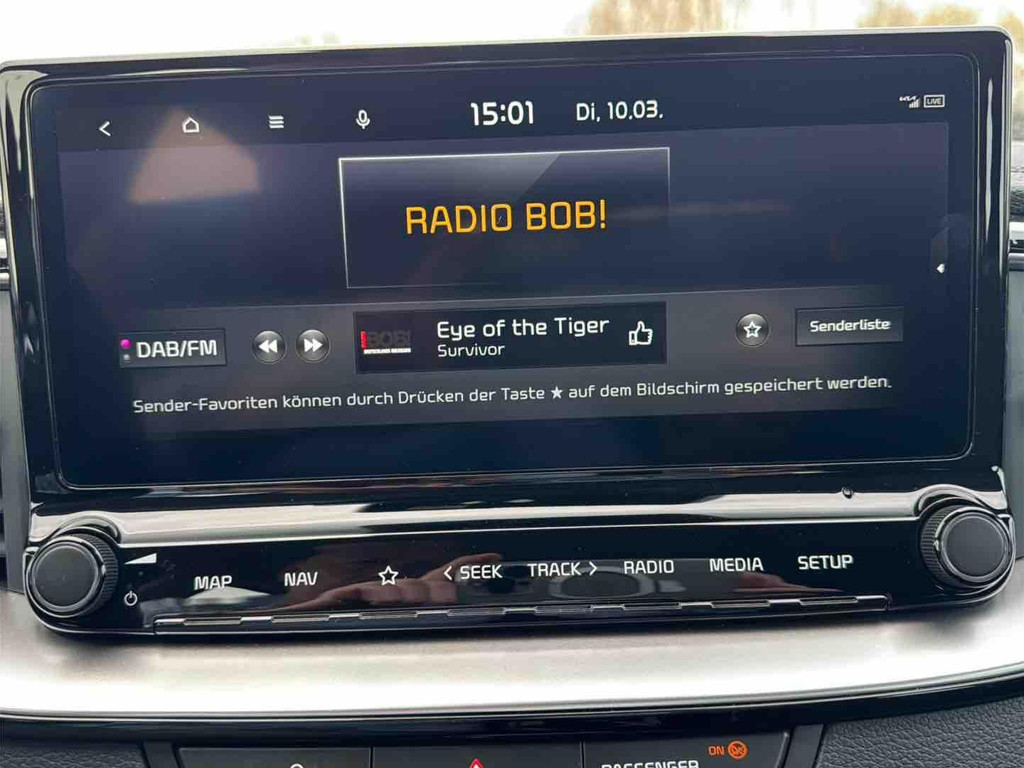 15:01 Di, 10.03. LIVE
RADIO BOB!
DAB/FM
BOB!
Eye of the Tiger
Survivor
Senderliste
Sender-Favoriten können durch Drücken der Taste ★ auf dem Bildschirm gespeichert werden.
MAP NAV ☆ < SEEK TRACK > RADIO MEDIA SETUP
PASSENGER ON